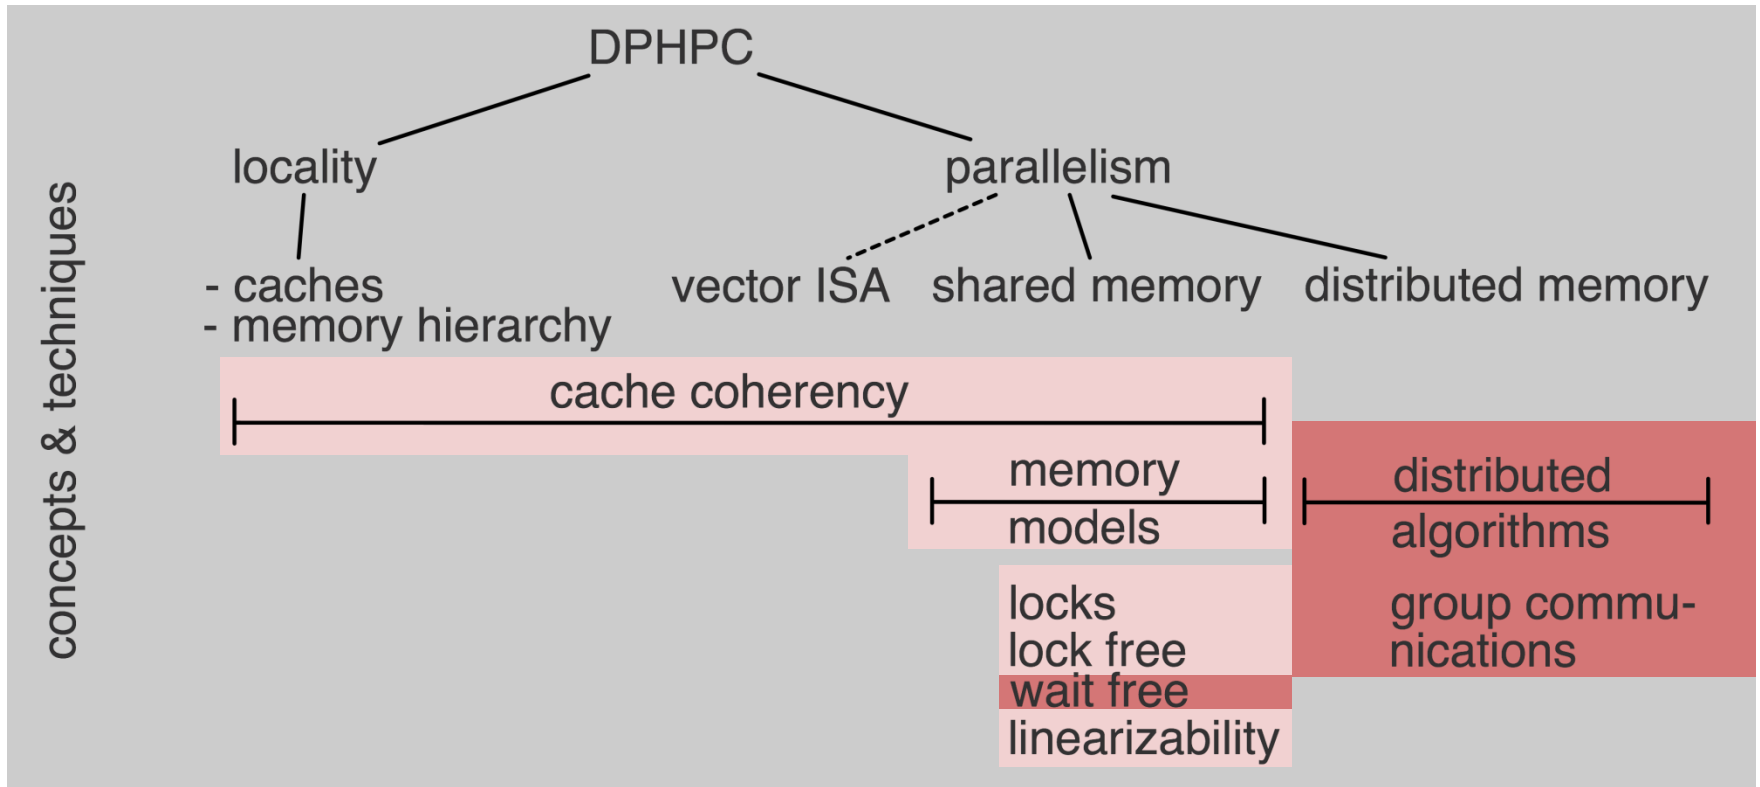 DPHPC
locality
parallelism
- caches
- memory hierarchy
vector ISA
shared memory
distributed memory
concepts & techniques
cache coherency
memory
models
distributed
algorithms
locks
lock free
wait free
linearizability
group commu-
nications